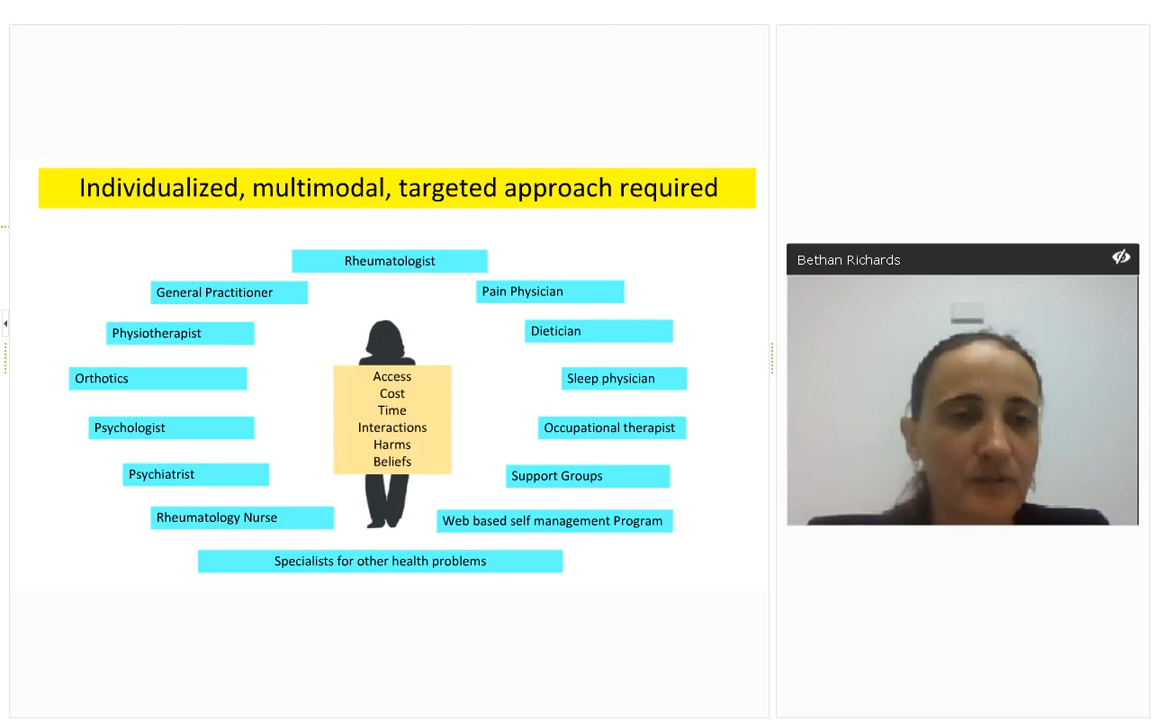 Individualized, multimodal, targeted approach required
Rheumatologist
General Practitioner
Pain Physician
Physiotherapist
Dietician
Orthotics
Sleep physician
Psychologist
Occupational therapist
Psychiatrist
Support Groups
Rheumatology Nurse
Web based self management Program
Specialists for other health problems
Access
Cost
Time
Interactions
Harms
Beliefs
Bethan Richards